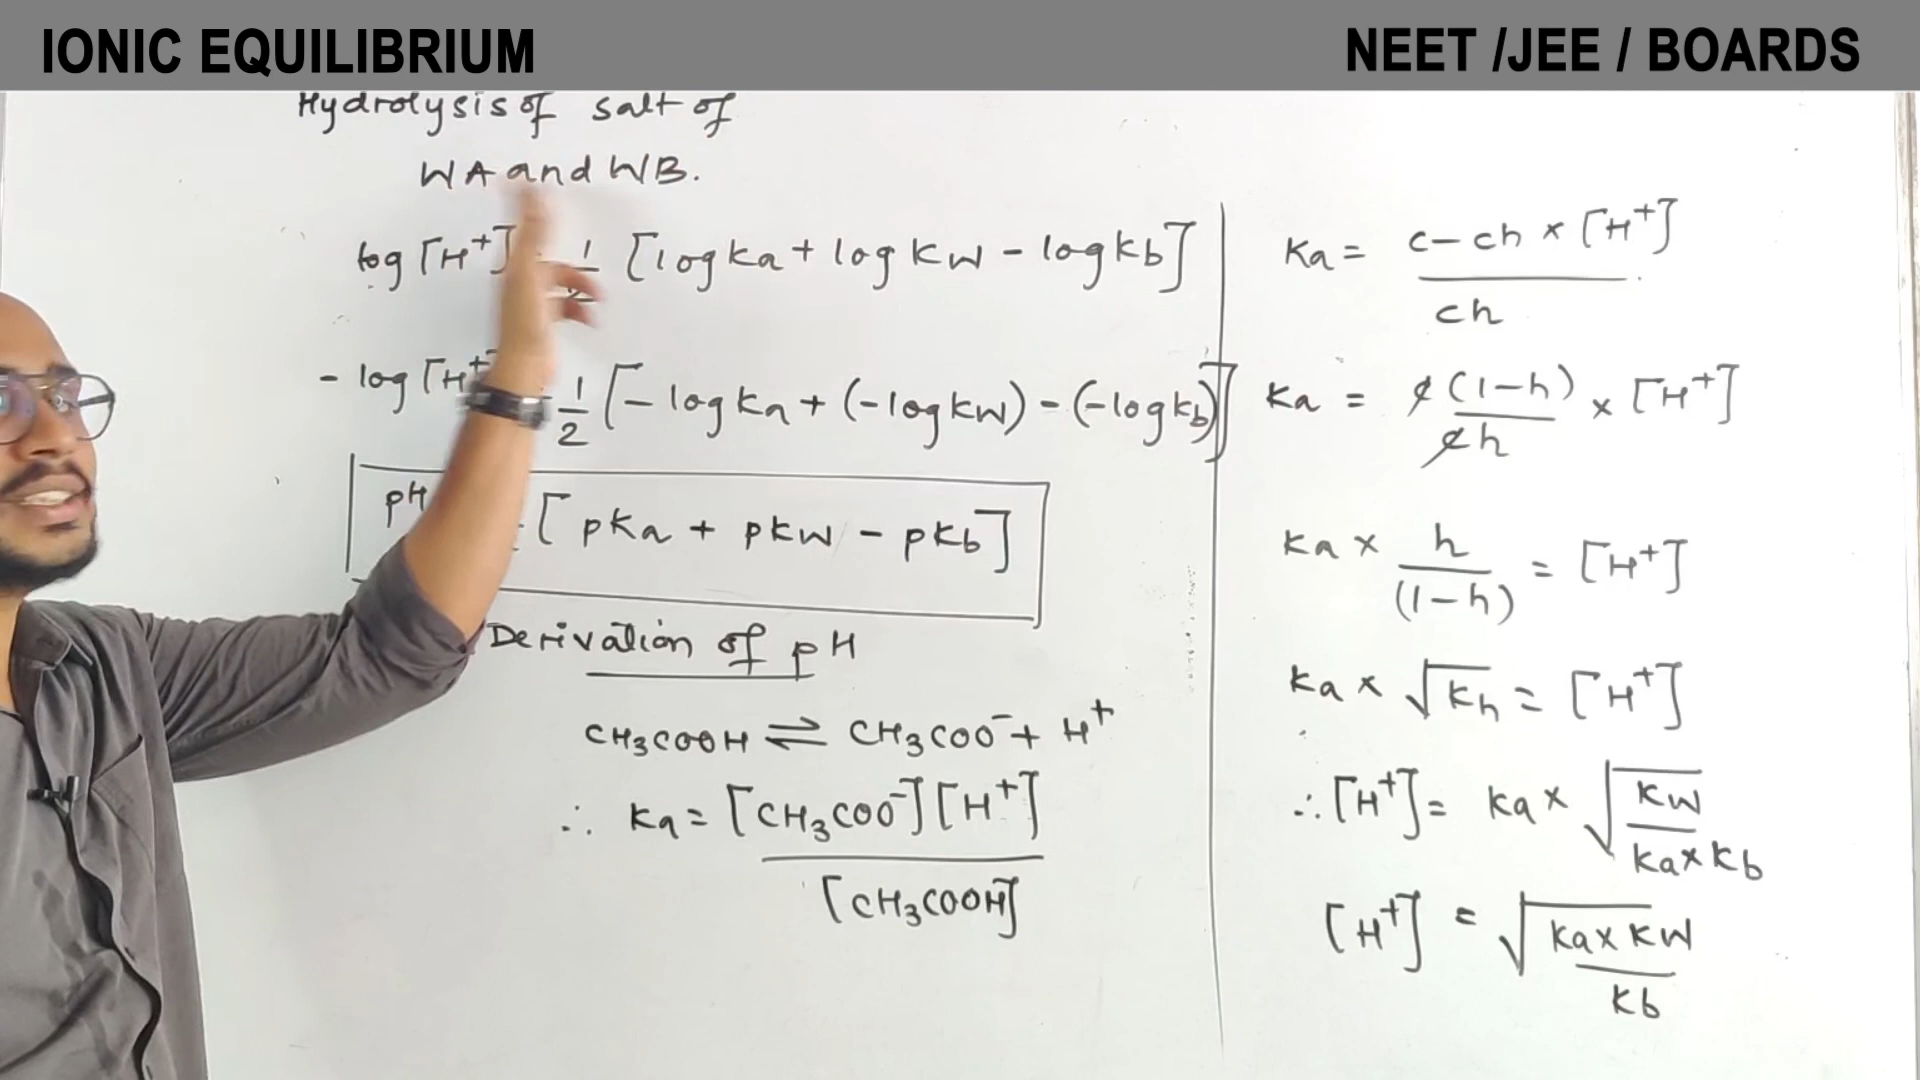 IONIC EQUILIBRIUM
NEET /JEE / BOARDS
Hydrolysis of salt of
WA and WB.
log [H+] 1/2 [log ka + log kw - log kb]
- log [H+ 1/2 [- log ka + (-log kw) - (-log kb)]
pH [pka + pkw - pkb]
Derivation of pH
CH3COOH ⇌ CH3COO- + H+
∴ ka = [CH3COO-][H+]
[CH3COOH]
Ka = c-ch × [H+]
ch
Ka = c(1-h) × [H+]
ch
ka × h = [H+]
(1-h)
ka × √kh = [H+]
∴ [H+] = ka × √kw
ka×kb
[H+] = √ka×kw
kb